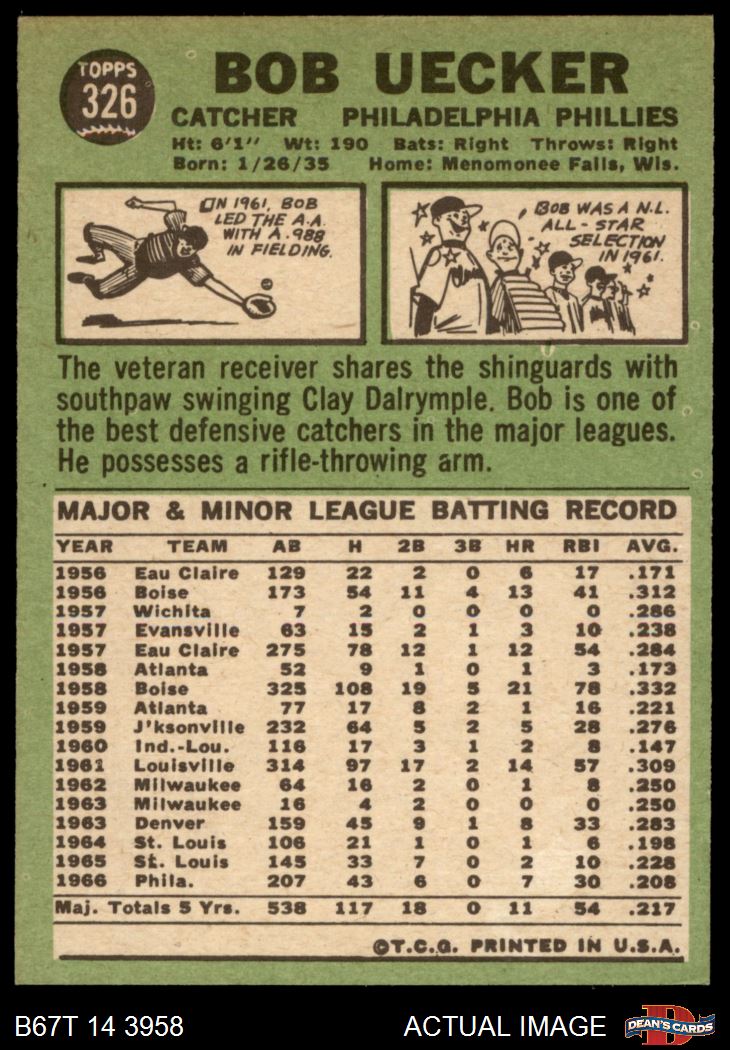 TOPPS
326
BOB UECKER
CATCHER PHILADELPHIA PHILLIES
Ht: 6'1" Wt: 190 Bats: Right Throws: Right
Born: 1/26/35 Home: Menomonee Falls, Wis.
ON 1961, BOB
LED THE A.A.
WITH A .988
IN FIELDING.
BOB WAS A N.L.
ALL-STAR
SELECTION
IN 1961.
The veteran receiver shares the shinguards with
southpaw swinging Clay Dalrymple. Bob is one of
the best defensive catchers in the major leagues.
He possesses a rifle-throwing arm.
MAJOR & MINOR LEAGUE BATTING RECORD
YEAR TEAM AB H 2B 3B HR RBI AVG.
1956 Eau Claire 129 22 2 0 6 17 .171
1956 Boise 173 54 11 4 13 41 .312
1957 Wichita 7 2 0 0 0 0 .286
1957 Evansville 63 15 2 1 3 10 .238
1957 Eau Claire 275 78 12 1 12 54 .284
1958 Atlanta 52 9 1 0 1 3 .173
1958 Boise 325 108 19 5 21 78 .332
1959 Atlanta 77 17 8 2 1 16 .221
1959 J'ksonville 232 64 5 2 5 28 .276
1960 Ind.-Lou. 116 17 3 1 2 8 .147
1961 Louisville 314 97 17 2 14 57 .309
1962 Milwaukee 64 16 2 0 1 8 .250
1963 Milwaukee 16 4 2 0 0 0 .250
1963 Denver 159 45 9 1 8 33 .283
1964 St. Louis 106 21 1 0 1 6 .198
1965 St. Louis 145 33 7 0 2 10 .228
1966 Phila. 207 43 6 0 7 30 .208
Maj. Totals 5 Yrs. 538 117 18 0 11 54 .217
©T.C.G. PRINTED IN U.S.A.
B67T 14 3958 ACTUAL IMAGE
DEAN'S CARDS